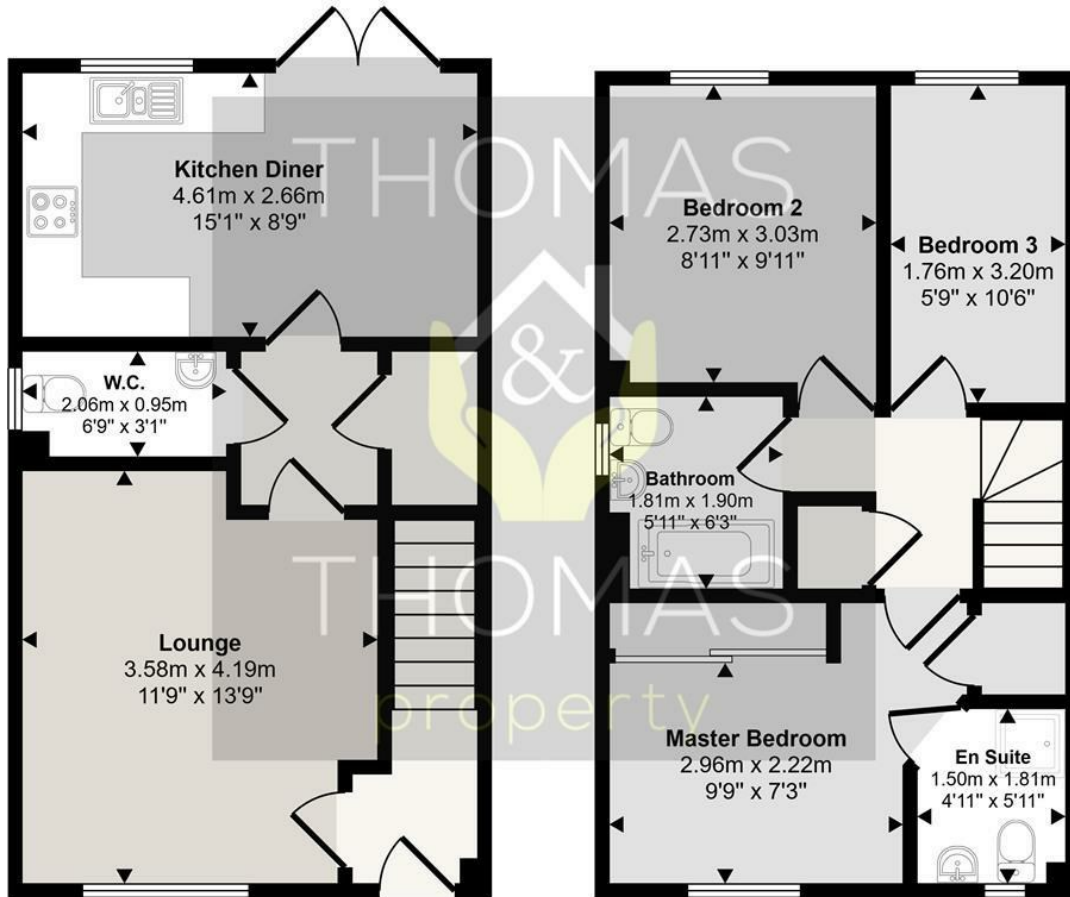 THOMAS
&
THOMAS
property
Kitchen Diner
4.61m x 2.66m
15'1" x 8'9"
W.C.
2.06m x 0.95m
6'9" x 3'1"
Lounge
3.58m x 4.19m
11'9" x 13'9"
Bedroom 2
2.73m x 3.03m
8'11" x 9'11"
Bedroom 3
1.76m x 3.20m
5'9" x 10'6"
Bathroom
1.81m x 1.90m
5'11" x 6'3"
Master Bedroom
2.96m x 2.22m
9'9" x 7'3"
En Suite
1.50m x 1.81m
4'11" x 5'11"